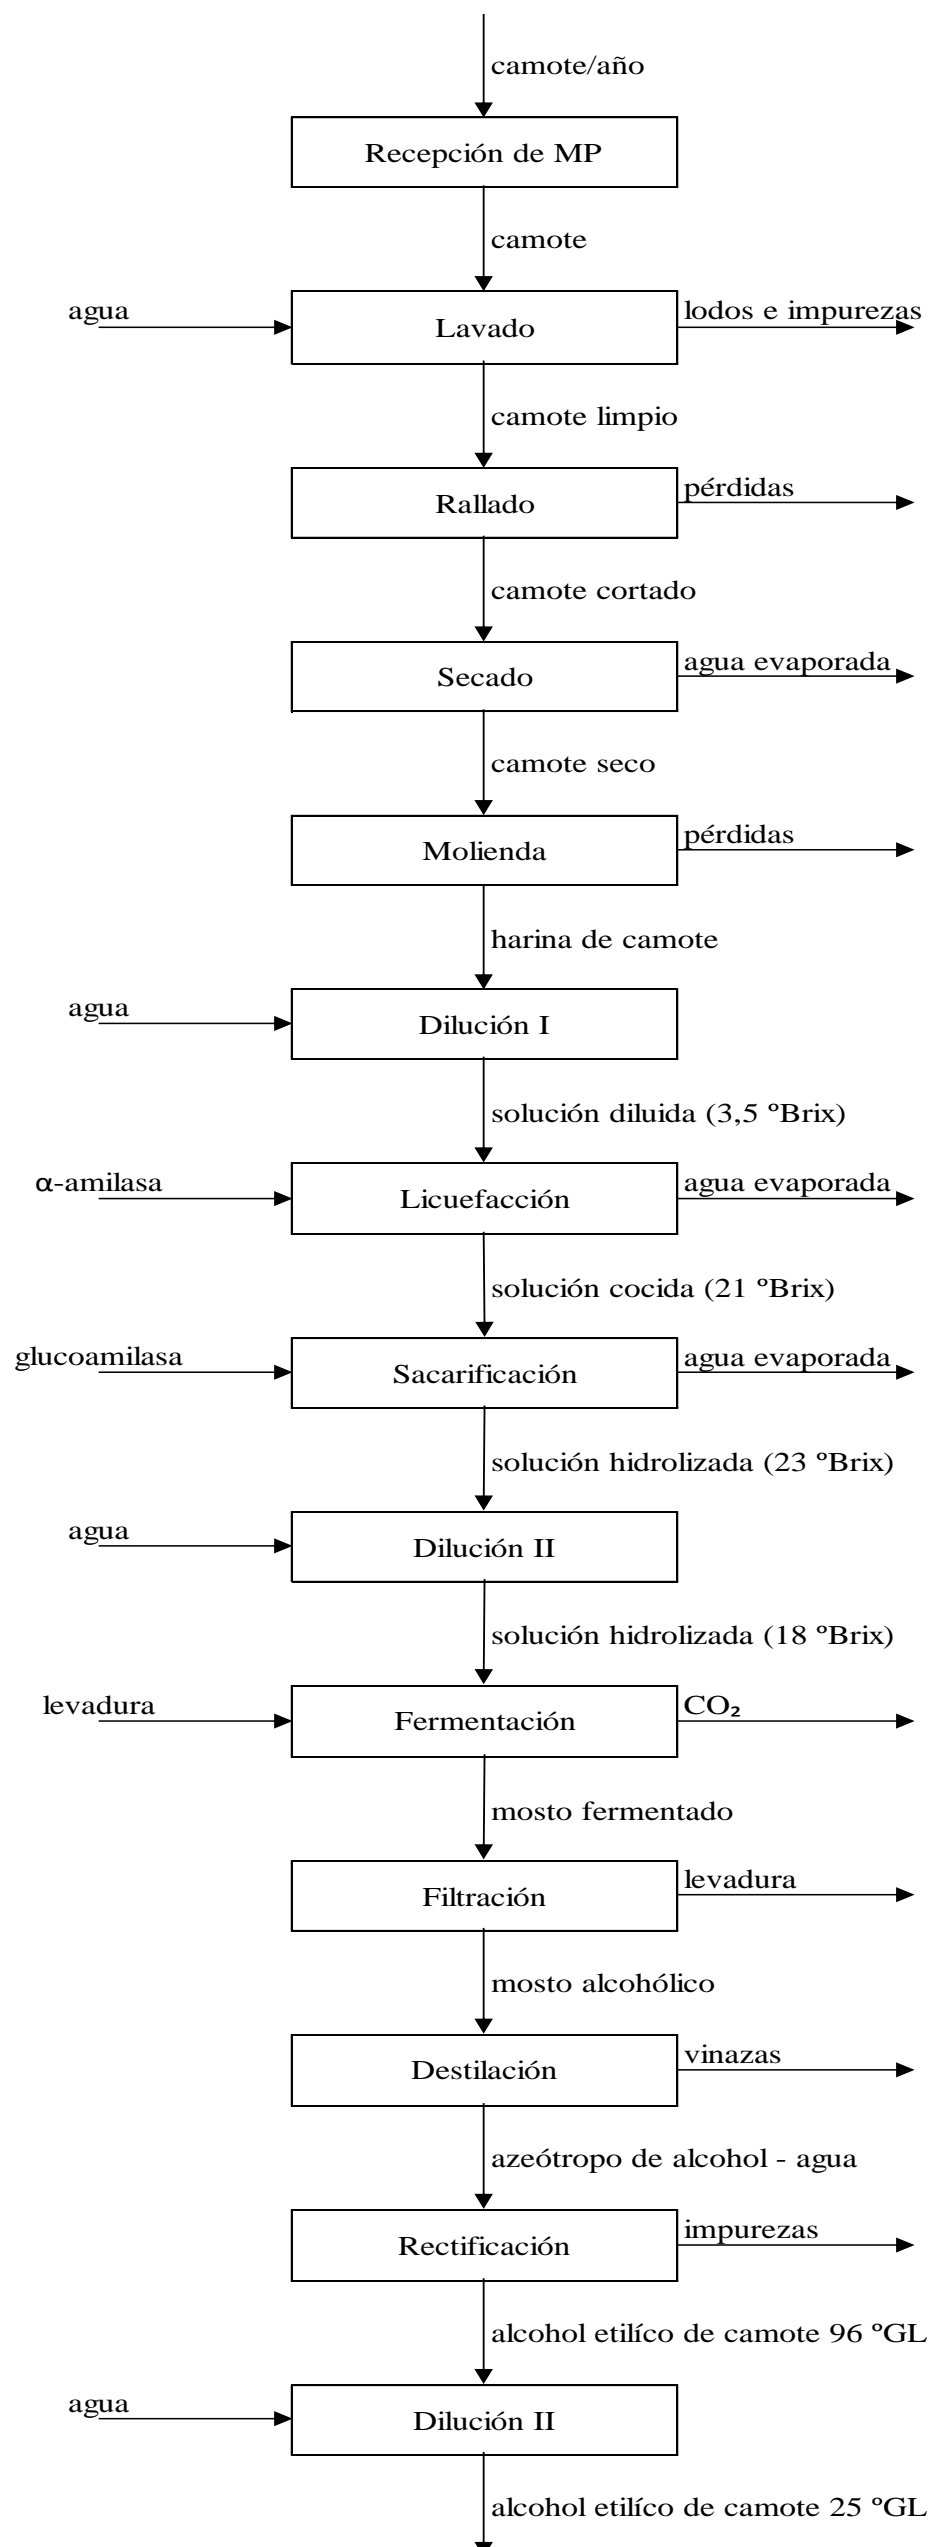 camote/año
Recepción de MP
camote
agua
Lavado
lodos e impurezas
camote limpio
Rallado
pérdidas
camote cortado
Secado
agua evaporada
camote seco
Molienda
pérdidas
harina de camote
agua
Dilución I
solución diluida (3,5 ºBrix)
α-amilasa
Licuefacción
agua evaporada
solución cocida (21 ºBrix)
glucoamilasa
Sacarificación
agua evaporada
solución hidrolizada (23 ºBrix)
agua
Dilución II
solución hidrolizada (18 ºBrix)
levadura
Fermentación
CO₂
mosto fermentado
Filtración
levadura
mosto alcohólico
Destilación
vinazas
azeótropo de alcohol - agua
Rectificación
impurezas
alcohol etilíco de camote 96 ºGL
agua
Dilución II
alcohol etilíco de camote 25 ºGL